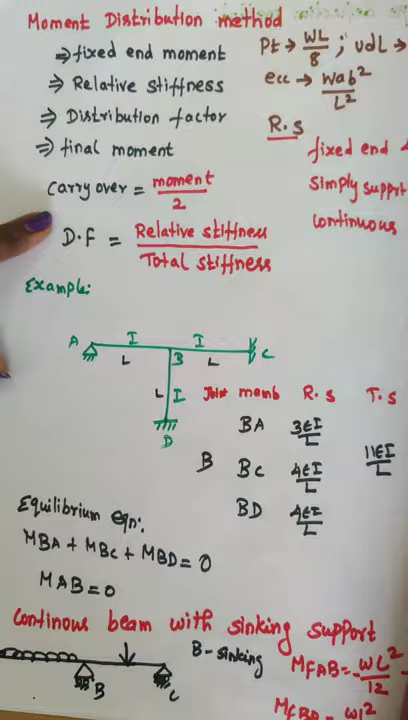 Moment Distribution method
⇒ fixed end moment
⇒ Relative stiffness
⇒ Distribution factor
⇒ final moment
Pt → WL/8 ; udl →
ecc → Wab²/L²
R.s
fixed end
simply support
continuous
Carry over = moment/2
D.F = Relative stiffness/Total stiffness
Example:
A I B I C
L L
L I
D
Joint memb R.s T.s
BA 3EI/L
B BC 4EI/L 11EI/L
BD 4EI/L
Equilibrium eqn:
MBA + MBC + MBD = 0
MAB = 0
Continous beam with sinking support
B C
B - sinking
MFAB = -WL²/12 -
MFBA = WL²